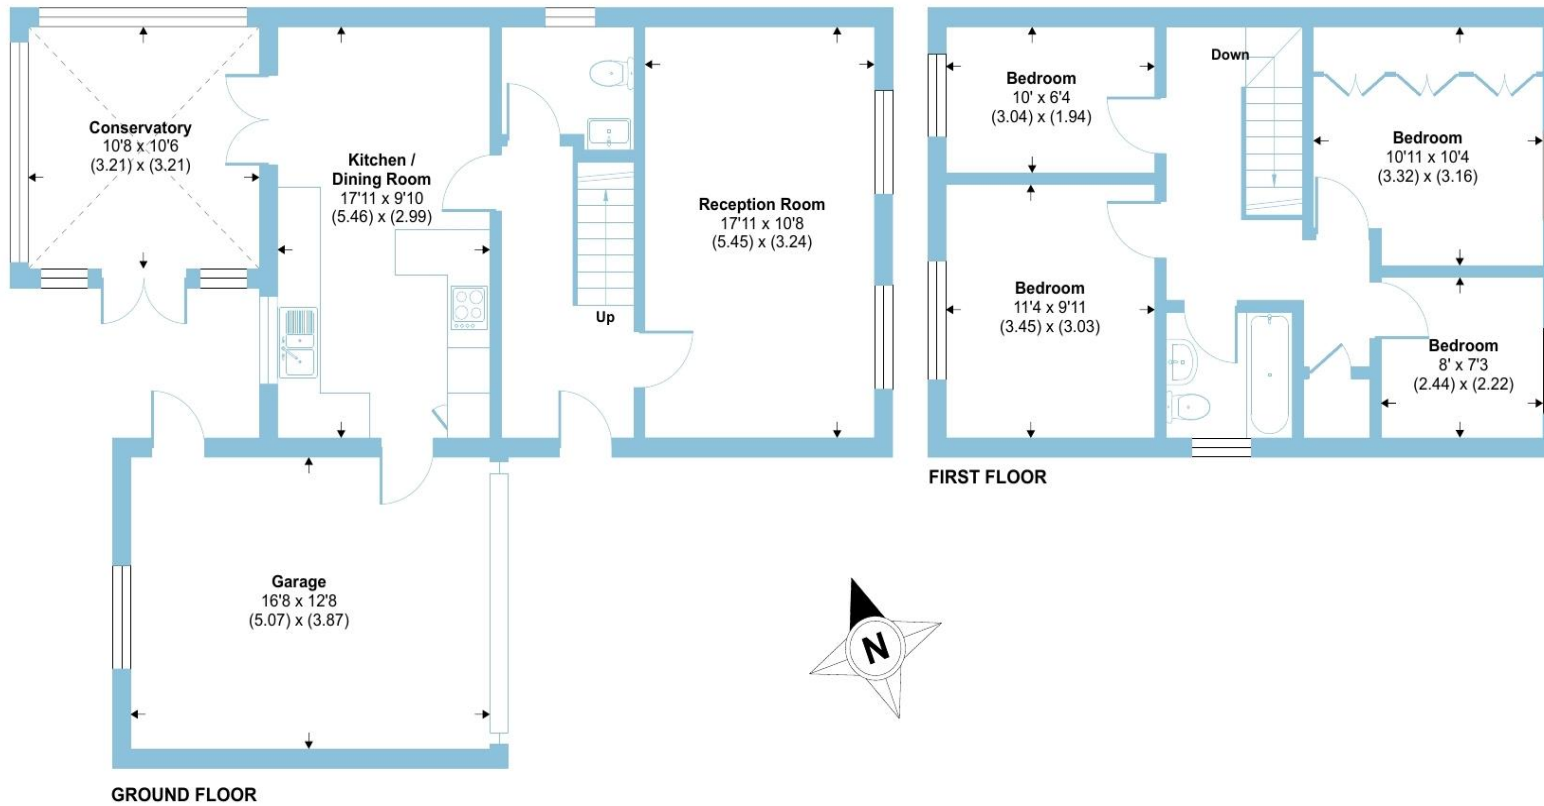 Conservatory
10'8 x 10'6
(3.21) x (3.21)
Kitchen /
Dining Room
17'11 x 9'10
(5.46) x (2.99)
Reception Room
17'11 x 10'8
(5.45) x (3.24)
Up
Garage
16'8 x 12'8
(5.07) x (3.87)
GROUND FLOOR
N
Down
Bedroom
10' x 6'4
(3.04) x (1.94)
Bedroom
10'11 x 10'4
(3.32) x (3.16)
Bedroom
11'4 x 9'11
(3.45) x (3.03)
Bedroom
8' x 7'3
(2.44) x (2.22)
FIRST FLOOR